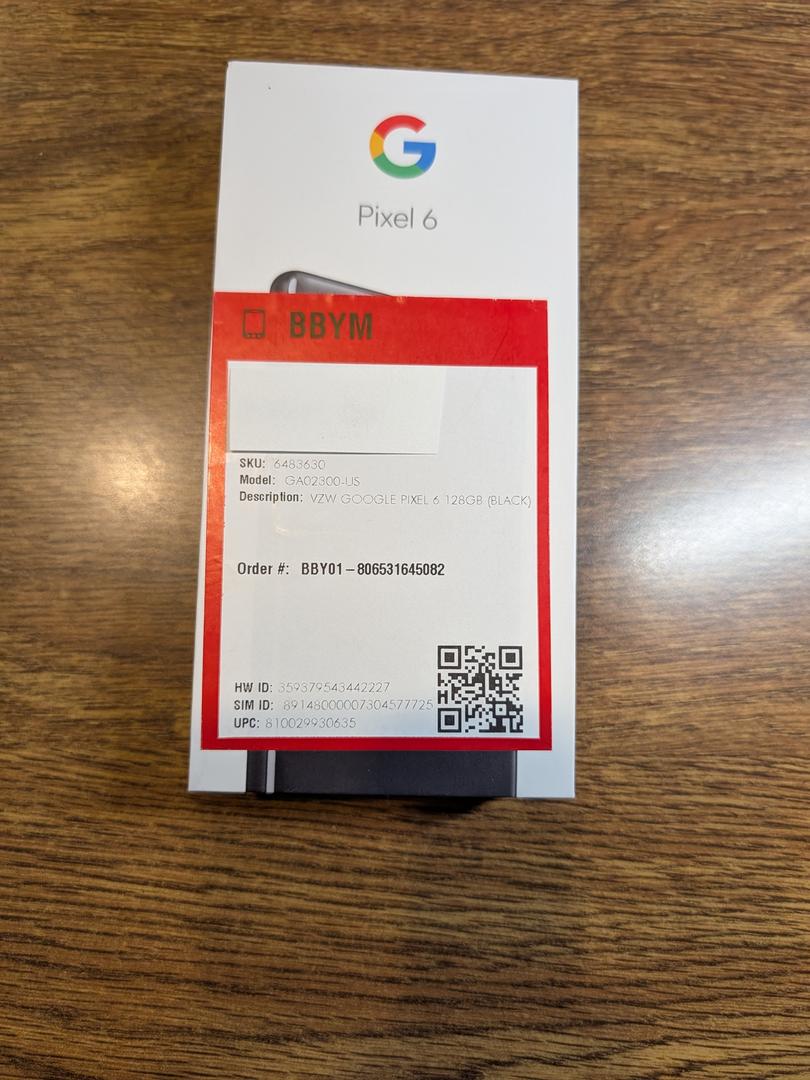 Pixel 6
BBYM
SKU: 6483630
Model: GA02300-US
Description: VZW GOOGLE PIXEL 6 128GB (BLACK)
Order #: BBY01-806531645082
HW ID: 359379543442227
SIM ID: 89148000007304577725
UPC: 810029930635